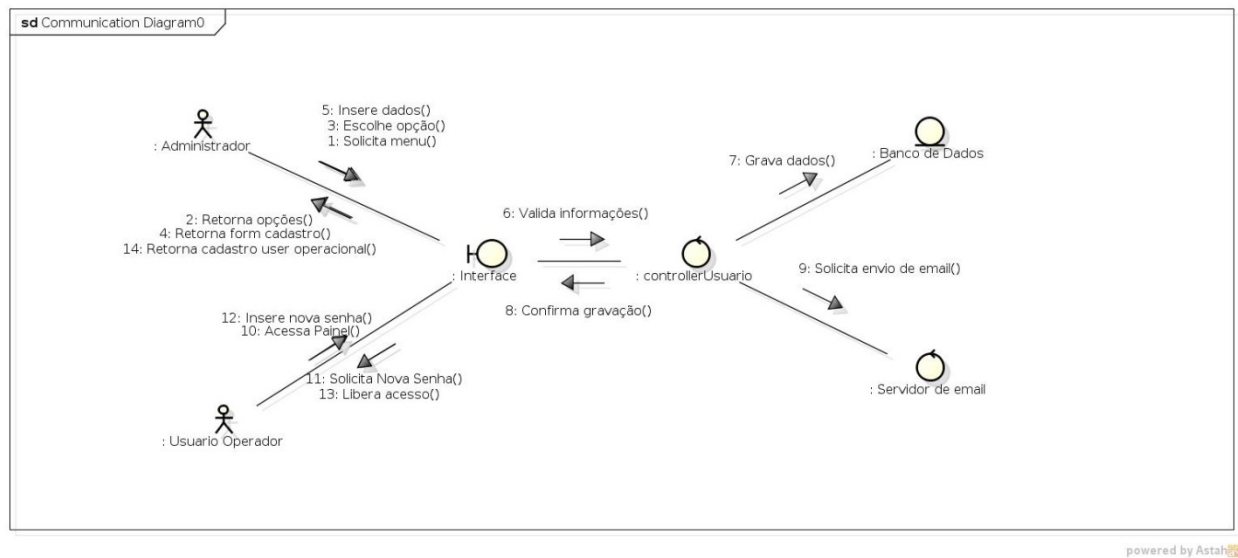 sd Communication Diagram0
5: Insere dados()
3: Escolhe opção()
1: Solicita menu()
: Administrador
2: Retorna opções()
4: Retorna form cadastro()
14: Retorna cadastro user operacional()
6: Valida informações()
7: Grava dados()
: Banco de Dados
: Interface
: controllerUsuario
8: Confirma gravação()
9: Solicita envio de email()
12: Insere nova senha()
10: Acessa Painel()
11: Solicita Nova Senha()
13: Libera acesso()
: Servidor de email
: Usuario Operador
powered by Astah